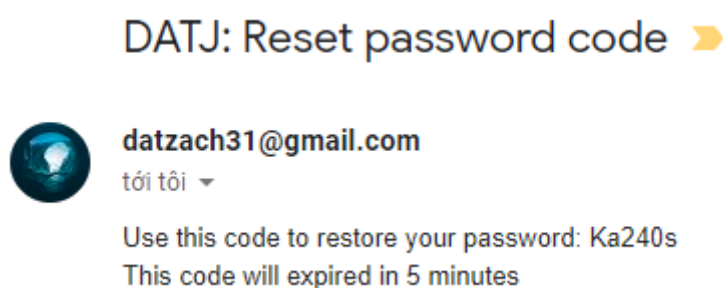 DATJ: Reset password code
datzach31@gmail.com
tới tôi
Use this code to restore your password: Ka240s
This code will expired in 5 minutes